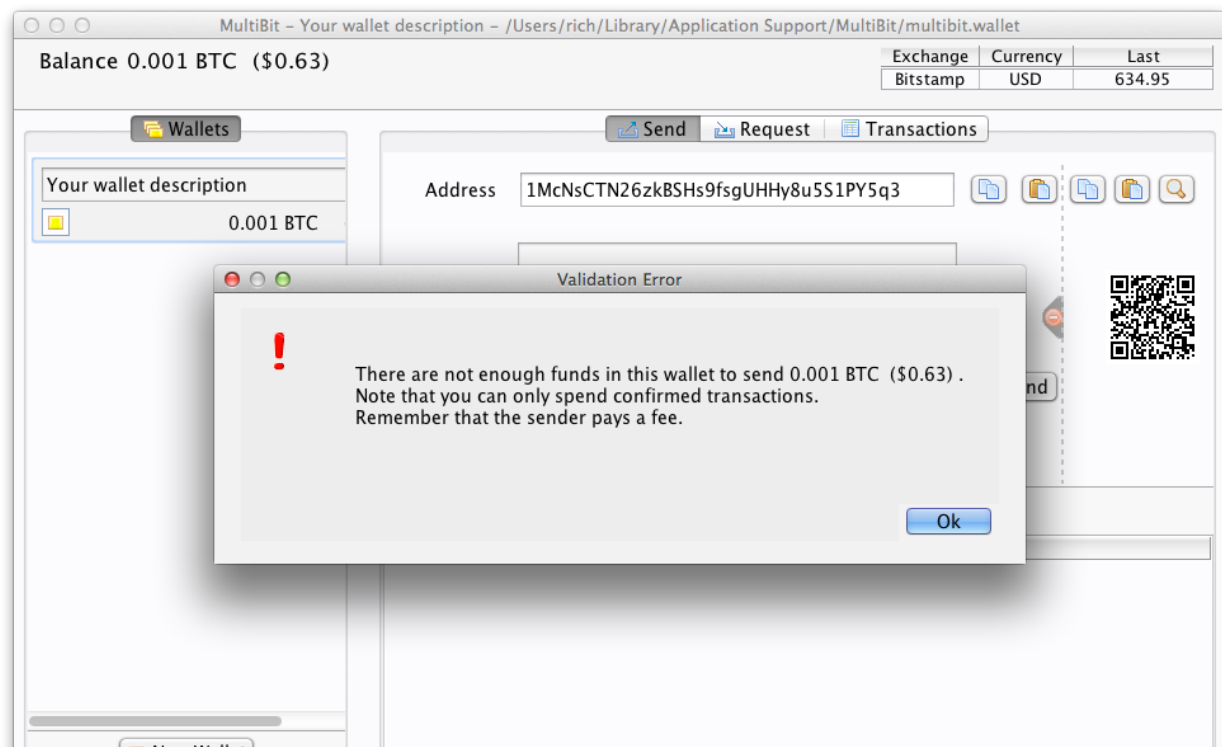 MultiBit – Your wallet description – /Users/rich/Library/Application Support/MultiBit/multibit.wallet
Balance 0.001 BTC ($0.63)
Exchange Currency Last
Bitstamp USD 634.95
Wallets
Send Request Transactions
Your wallet description
0.001 BTC
Address 1McNsCTN26zkBSHs9fsgUHHy8u5S1PY5q3
Validation Error
There are not enough funds in this wallet to send 0.001 BTC ($0.63) .
Note that you can only spend confirmed transactions.
Remember that the sender pays a fee.
nd
Ok